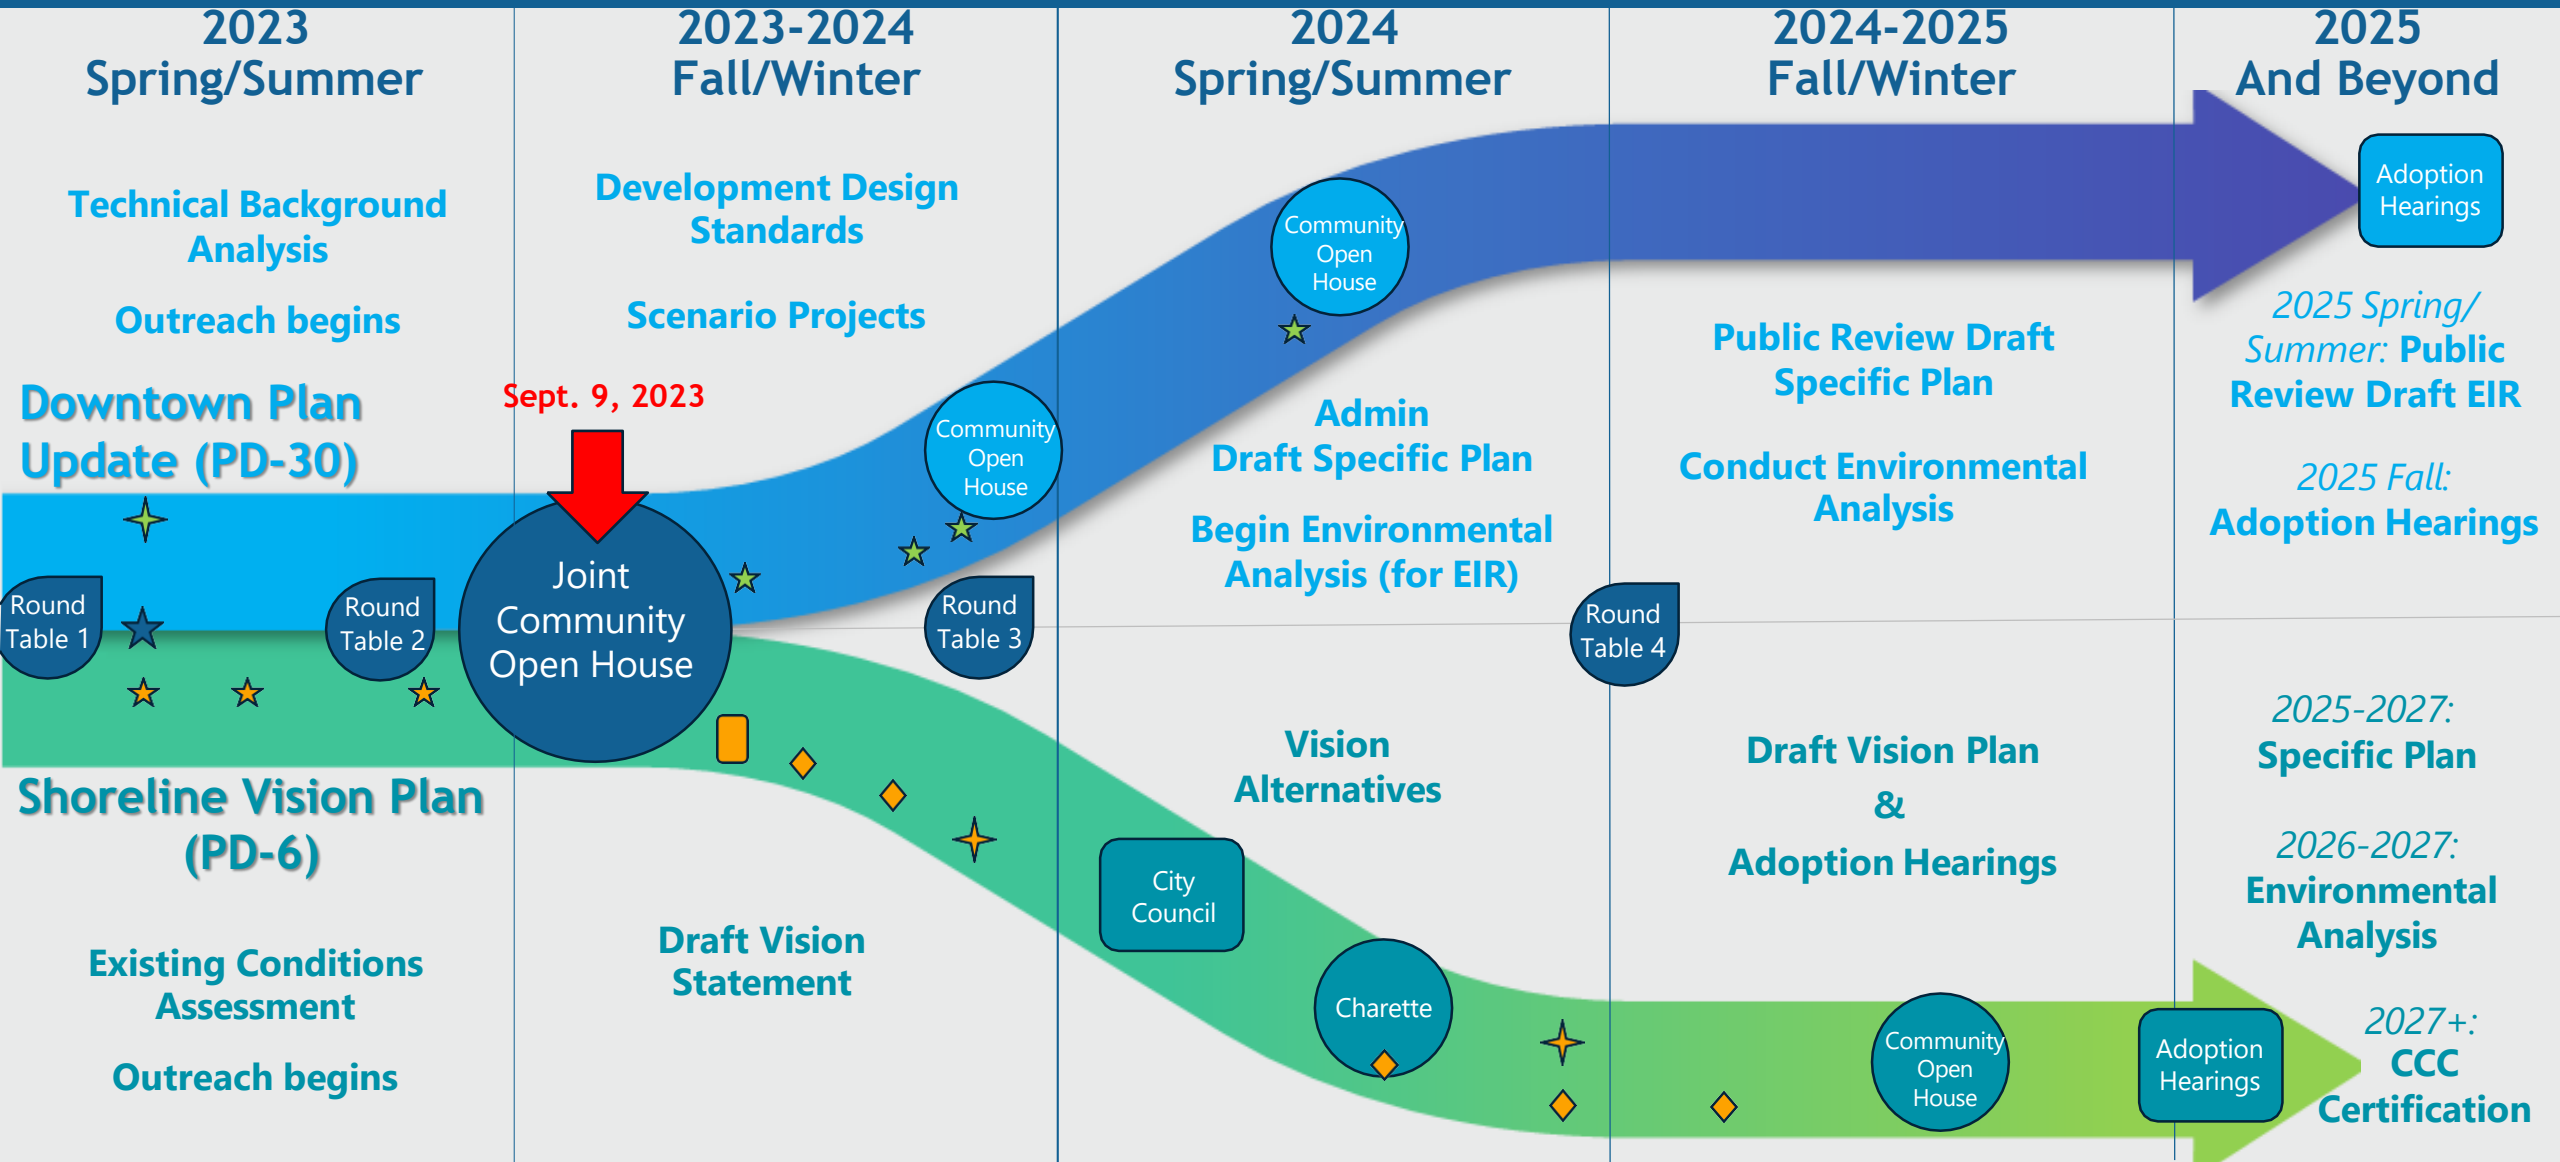 2023
Spring/Summer
2023-2024
Fall/Winter
2024
Spring/Summer
2024-2025
Fall/Winter
2025
And Beyond
Technical Background
Analysis
Outreach begins
Development Design
Standards
Scenario Projects
Community
Open
House
Adoption
Hearings
2025 Spring/
Summer: Public
Review Draft EIR
2025 Fall:
Adoption Hearings
Public Review Draft
Specific Plan
Conduct Environmental
Analysis
Admin
Draft Specific Plan
Begin Environmental
Analysis (for EIR)
Downtown Plan
Update (PD-30)
Sept. 9, 2023
Community
Open
House
Round
Table 1
Round
Table 2
Joint
Community
Open House
Round
Table 3
Round
Table 4
Shoreline Vision Plan
(PD-6)
Existing Conditions
Assessment
Outreach begins
Draft Vision
Statement
Vision
Alternatives
City
Council
Charette
Draft Vision Plan
&
Adoption Hearings
Community
Open
House
Adoption
Hearings
2025-2027:
Specific Plan
2026-2027:
Environmental
Analysis
2027+:
CCC
Certification